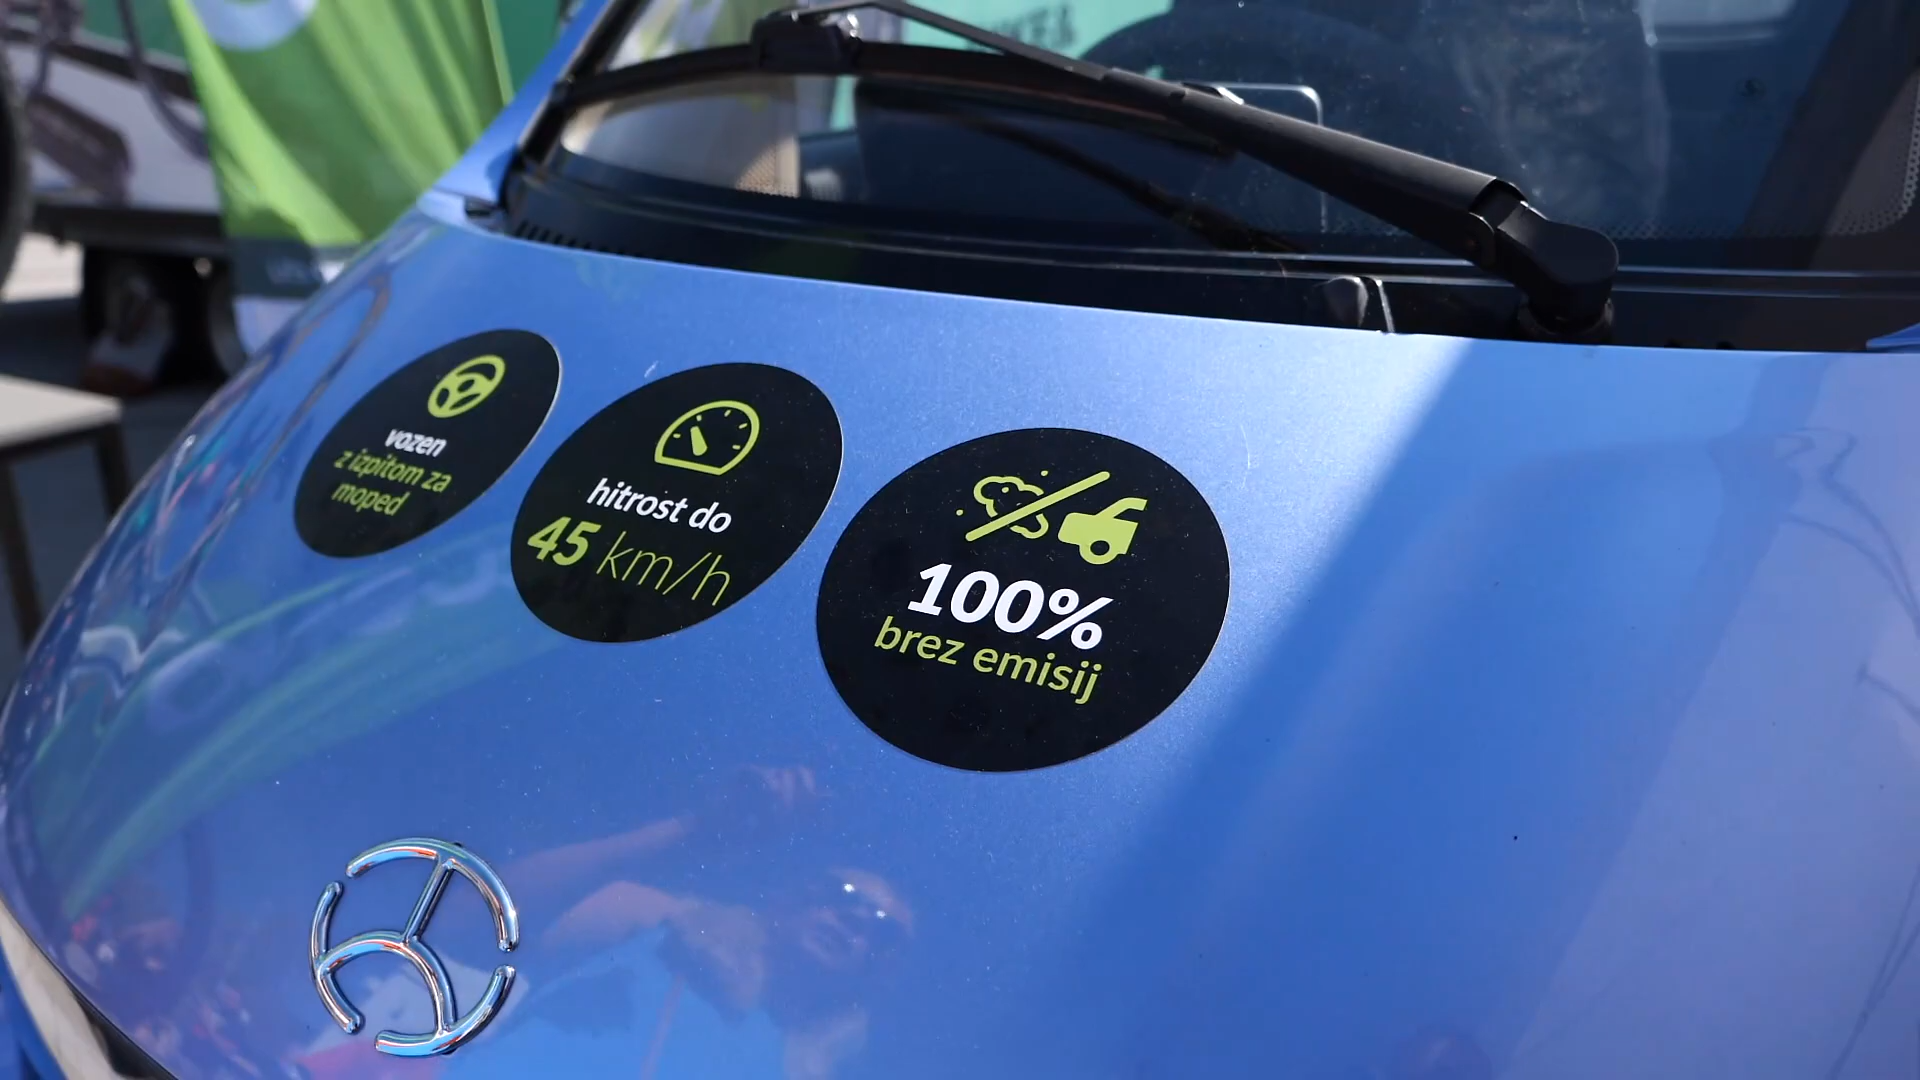 vozen
z izpitom za
moped
hitrost do
45 km/h
100%
brez emisij